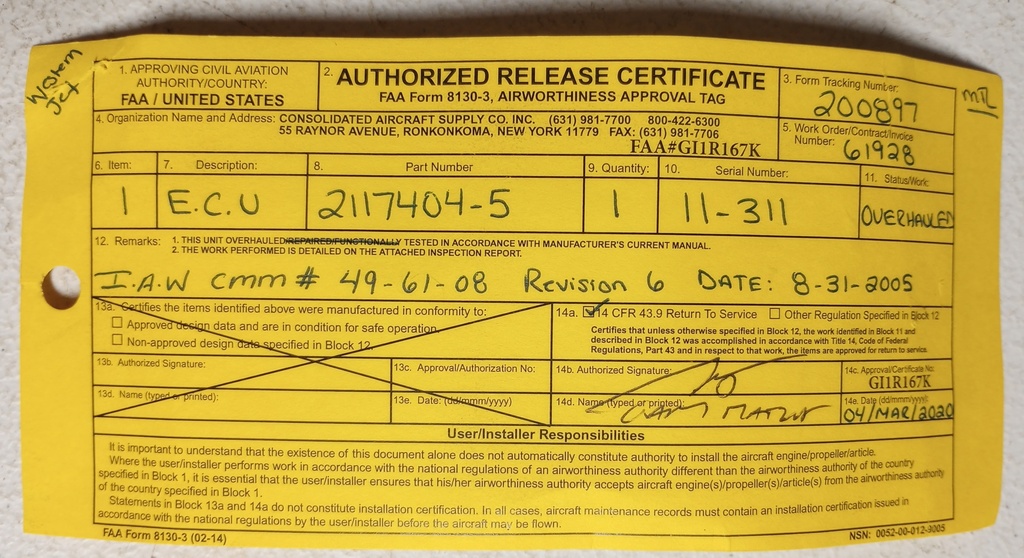 Western
Jet
MTL
1. APPROVING CIVIL AVIATION
AUTHORITY/COUNTRY:
FAA / UNITED STATES
2. AUTHORIZED RELEASE CERTIFICATE
FAA Form 8130-3, AIRWORTHINESS APPROVAL TAG
3. Form Tracking Number:
200897
4. Organization Name and Address: CONSOLIDATED AIRCRAFT SUPPLY CO. INC. (631) 981-7700 800-422-6300
55 RAYNOR AVENUE, RONKONKOMA, NEW YORK 11779 FAX: (631) 981-7706
FAA#GI1R167K
5. Work Order/Contract/Invoice
Number: 61928
6. Item: 7. Description: 8. Part Number 9. Quantity: 10. Serial Number: 11. Status/Work:
1 E.C.U 2117404-5 1 11-311 OVERHAULED
12. Remarks: 1. THIS UNIT OVERHAULED/REPAIRED/FUNCTIONALLY TESTED IN ACCORDANCE WITH MANUFACTURER'S CURRENT MANUAL.
2. THE WORK PERFORMED IS DETAILED ON THE ATTACHED INSPECTION REPORT.
I.A.W CMM # 49-61-08 Revision 6 DATE: 8-31-2005
13a. Certifies the items identified above were manufactured in conformity to:
Approved design data and are in condition for safe operation.
Non-approved design data specified in Block 12.
14a. 14 CFR 43.9 Return To Service Other Regulation Specified in Block 12
Certifies that unless otherwise specified in Block 12, the work identified in Block 11 and
described in Block 12 was accomplished in accordance with Title 14, Code of Federal
Regulations, Part 43 and in respect to that work, the items are approved for return to service.
13b. Authorized Signature: 13c. Approval/Authorization No:
14b. Authorized Signature: 14c. Approval/Certificate No:
GI1R167K
13d. Name (typed or printed): 13e. Date: (dd/mmm/yyyy)
14d. Name (typed or printed): 14e. Date (dd/mmm/yyyy):
04/MAR/2020
User/Installer Responsibilities
It is important to understand that the existence of this document alone does not automatically constitute authority to install the aircraft engine/propeller/article.
Where the user/installer performs work in accordance with the national regulations of an airworthiness authority different than the airworthiness authority of the country
specified in Block 1, it is essential that the user/installer ensures that his/her airworthiness authority accepts aircraft engine(s)/propeller(s)/article(s) from the airworthiness authority
of the country specified in Block 1.
Statements in Block 13a and 14a do not constitute installation certification. In all cases, aircraft maintenance records must contain an installation certification issued in
accordance with the national regulations by the user/installer before the aircraft may be flown.
FAA Form 8130-3 (02-14) NSN: 0052-00-012-9005